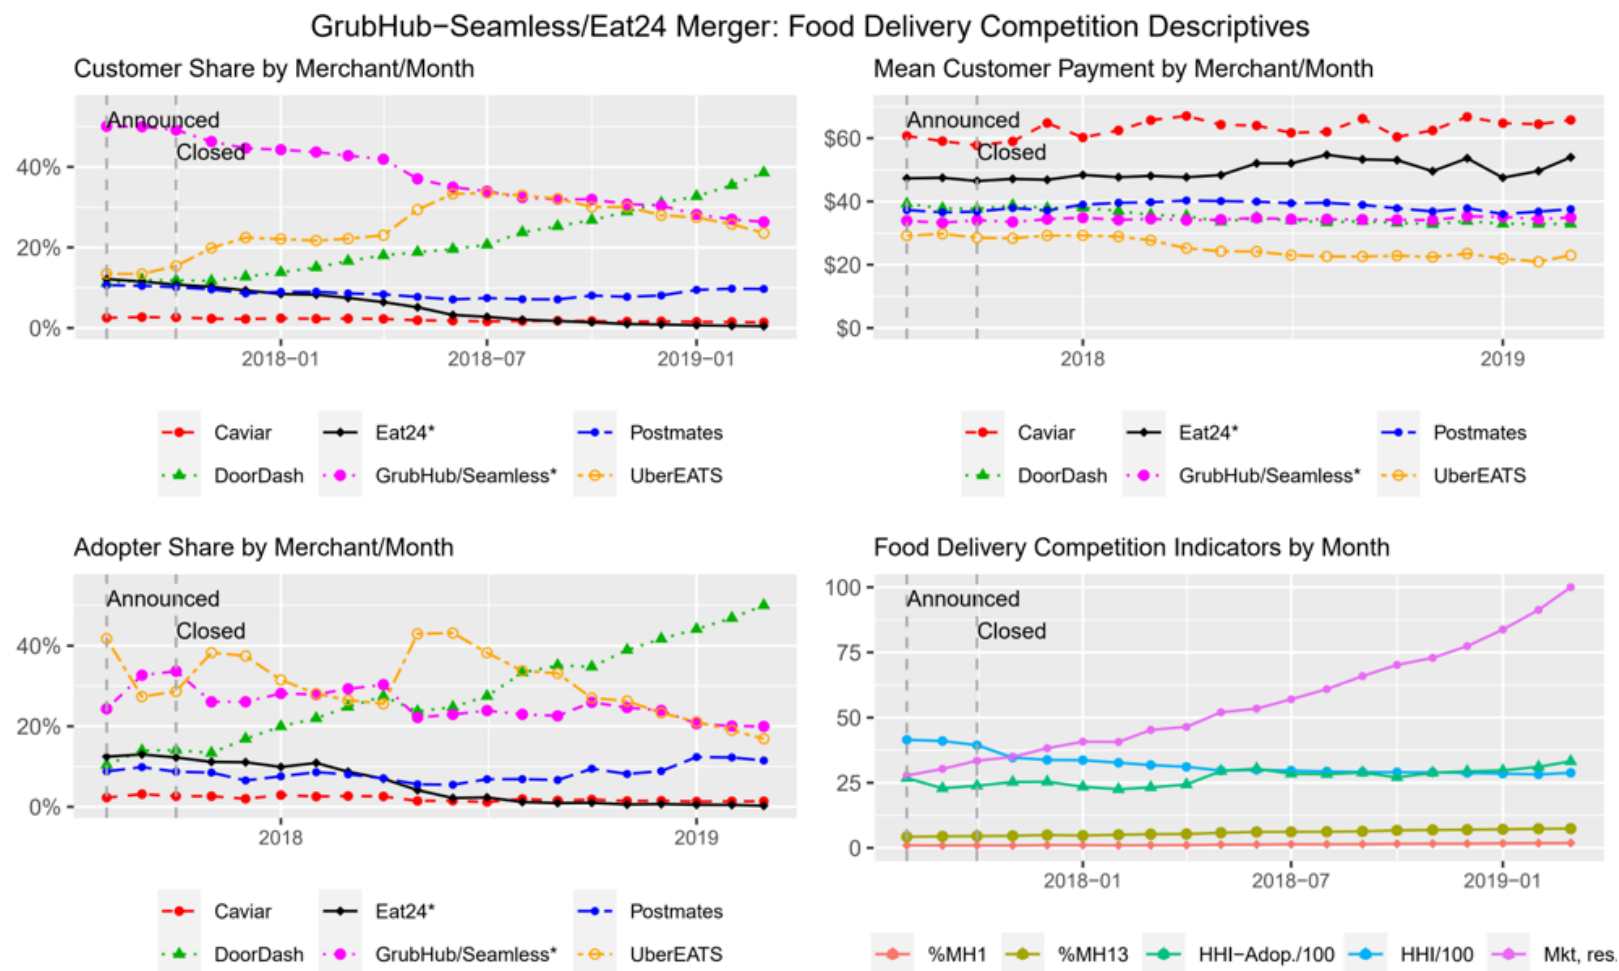 GrubHub−Seamless/Eat24 Merger: Food Delivery Competition Descriptives
Customer Share by Merchant/Month
Announced
Closed
40%
20%
0%
2018−01
2018−07
2019−01
Caviar
Eat24*
Postmates
DoorDash
GrubHub/Seamless*
UberEATS
Mean Customer Payment by Merchant/Month
Announced
Closed
$60
$40
$20
$0
2018
2019
Caviar
Eat24*
Postmates
DoorDash
GrubHub/Seamless*
UberEATS
Adopter Share by Merchant/Month
Announced
Closed
40%
20%
0%
2018
2019
Caviar
Eat24*
Postmates
DoorDash
GrubHub/Seamless*
UberEATS
Food Delivery Competition Indicators by Month
Announced
Closed
100
75
50
25
0
2018−01
2018−07
2019−01
%MH1
%MH13
HHI−Adop./100
HHI/100
Mkt, res.